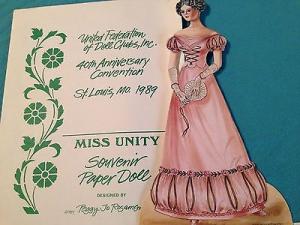 United Federation
of Doll Clubs, Inc.
40th Anniversary
Convention
St. Louis, Mo. 1989
MISS UNITY
Souvenir
Paper Doll
DESIGNED BY
Peggy Jo Rosamond